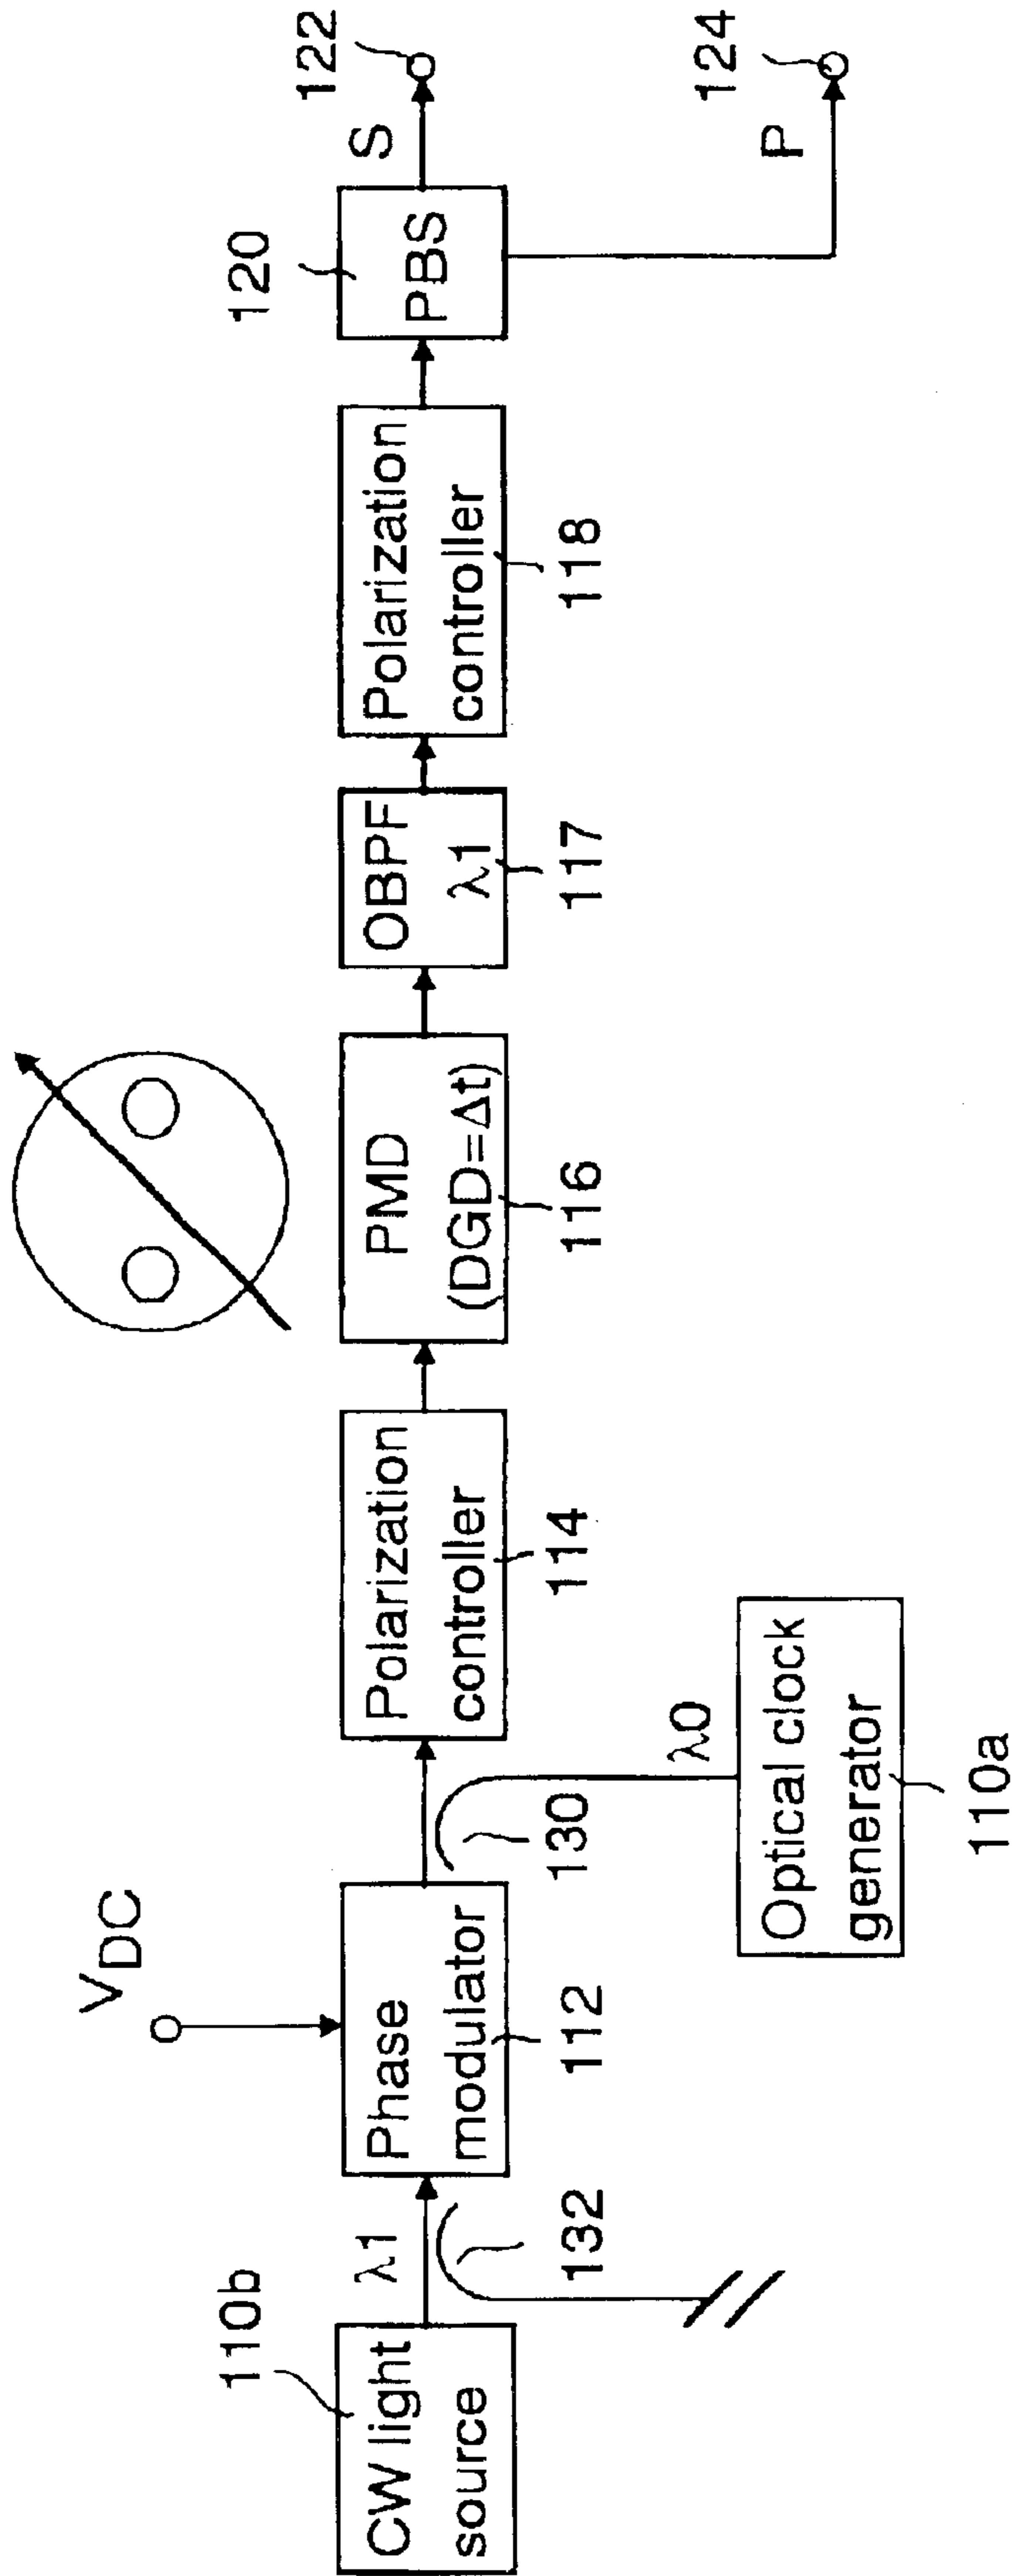 110b
CW light
source
λ1
132
VDC
Phase
modulator
112
130
λ0
Optical clock
generator
110a
Polarization
controller
114
PMD
(DGD=Δt)
116
OBPF
λ1
117
Polarization
controller
118
120
PBS
S
122
P
124